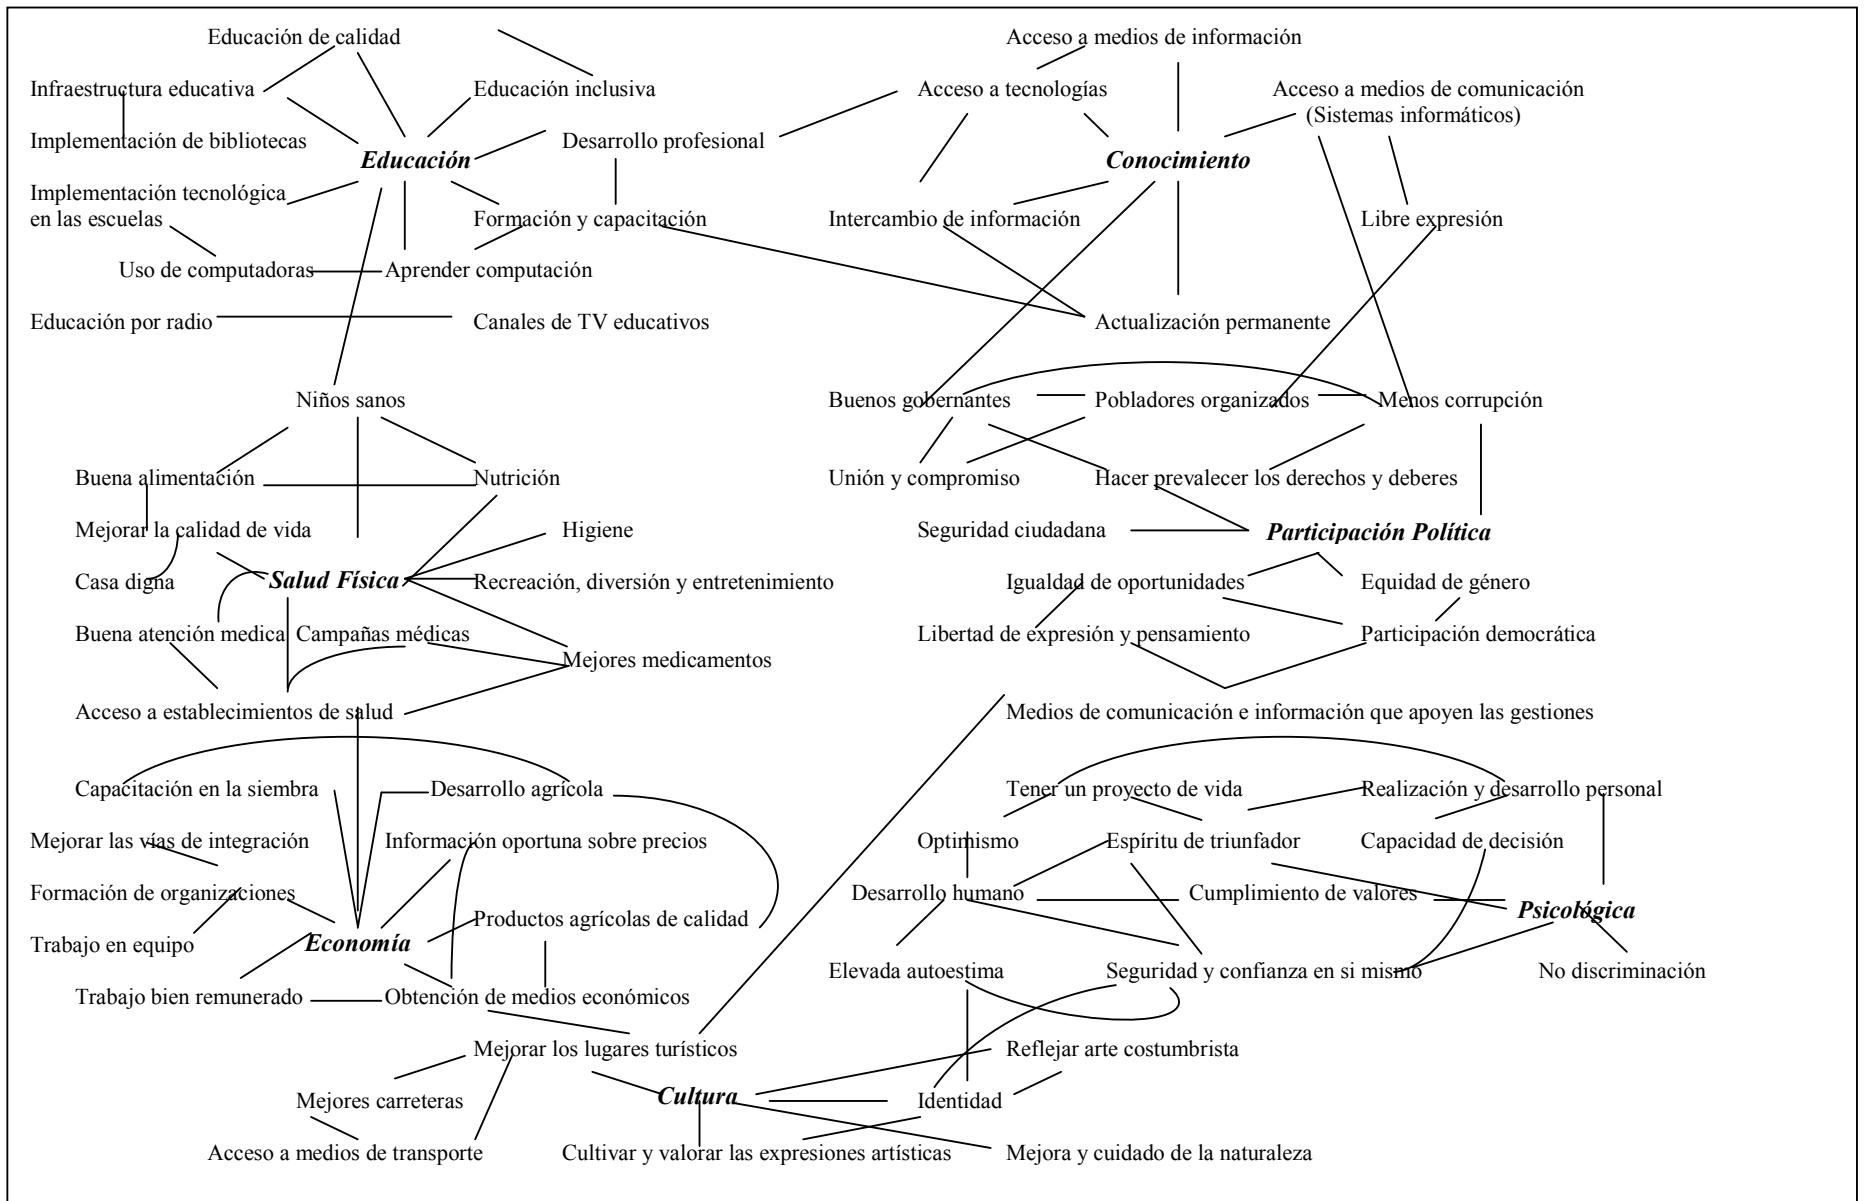 Educación de calidad
Acceso a medios de información
Infraestructura educativa
Educación inclusiva
Acceso a tecnologías
Acceso a medios de comunicación
(Sistemas informáticos)
Implementación de bibliotecas
Desarrollo profesional
Educación
Conocimiento
Implementación tecnológica
en las escuelas
Formación y capacitación
Intercambio de información
Libre expresión
Uso de computadoras
Aprender computación
Educación por radio
Canales de TV educativos
Actualización permanente
Niños sanos
Buenos gobernantes
Pobladores organizados
Menos corrupción
Buena alimentación
Nutrición
Unión y compromiso
Hacer prevalecer los derechos y deberes
Mejorar la calidad de vida
Higiene
Seguridad ciudadana
Participación Política
Casa digna
Salud Física
Recreación, diversión y entretenimiento
Igualdad de oportunidades
Equidad de género
Buena atención medica
Campañas médicas
Libertad de expresión y pensamiento
Participación democrática
Mejores medicamentos
Acceso a establecimientos de salud
Medios de comunicación e información que apoyen las gestiones
Capacitación en la siembra
Desarrollo agrícola
Tener un proyecto de vida
Realización y desarrollo personal
Mejorar las vías de integración
Información oportuna sobre precios
Optimismo
Espíritu de triunfador
Capacidad de decisión
Formación de organizaciones
Desarrollo humano
Cumplimiento de valores
Productos agrícolas de calidad
Psicológica
Trabajo en equipo
Economía
Elevada autoestima
Seguridad y confianza en si mismo
No discriminación
Trabajo bien remunerado
Obtención de medios económicos
Mejorar los lugares turísticos
Reflejar arte costumbrista
Mejores carreteras
Cultura
Identidad
Acceso a medios de transporte
Cultivar y valorar las expresiones artísticas
Mejora y cuidado de la naturaleza